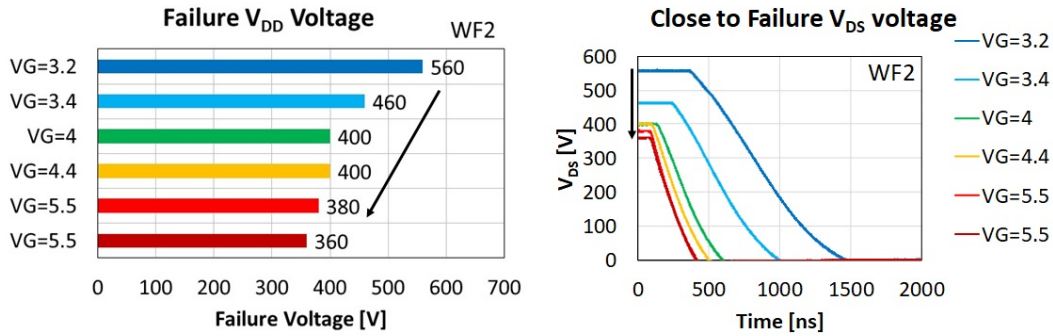 Failure VDD Voltage
WF2
VG=3.2
560
VG=3.4
460
VG=4
400
VG=4.4
400
VG=5.5
380
VG=5.5
360
0 100 200 300 400 500 600 700
Failure Voltage [V]
Close to Failure VDS voltage
WF2
VDS [V]
600
500
400
300
200
100
0
0 500 1000 1500 2000
Time [ns]
VG=3.2
VG=3.4
VG=4
VG=4.4
VG=5.5
VG=5.5